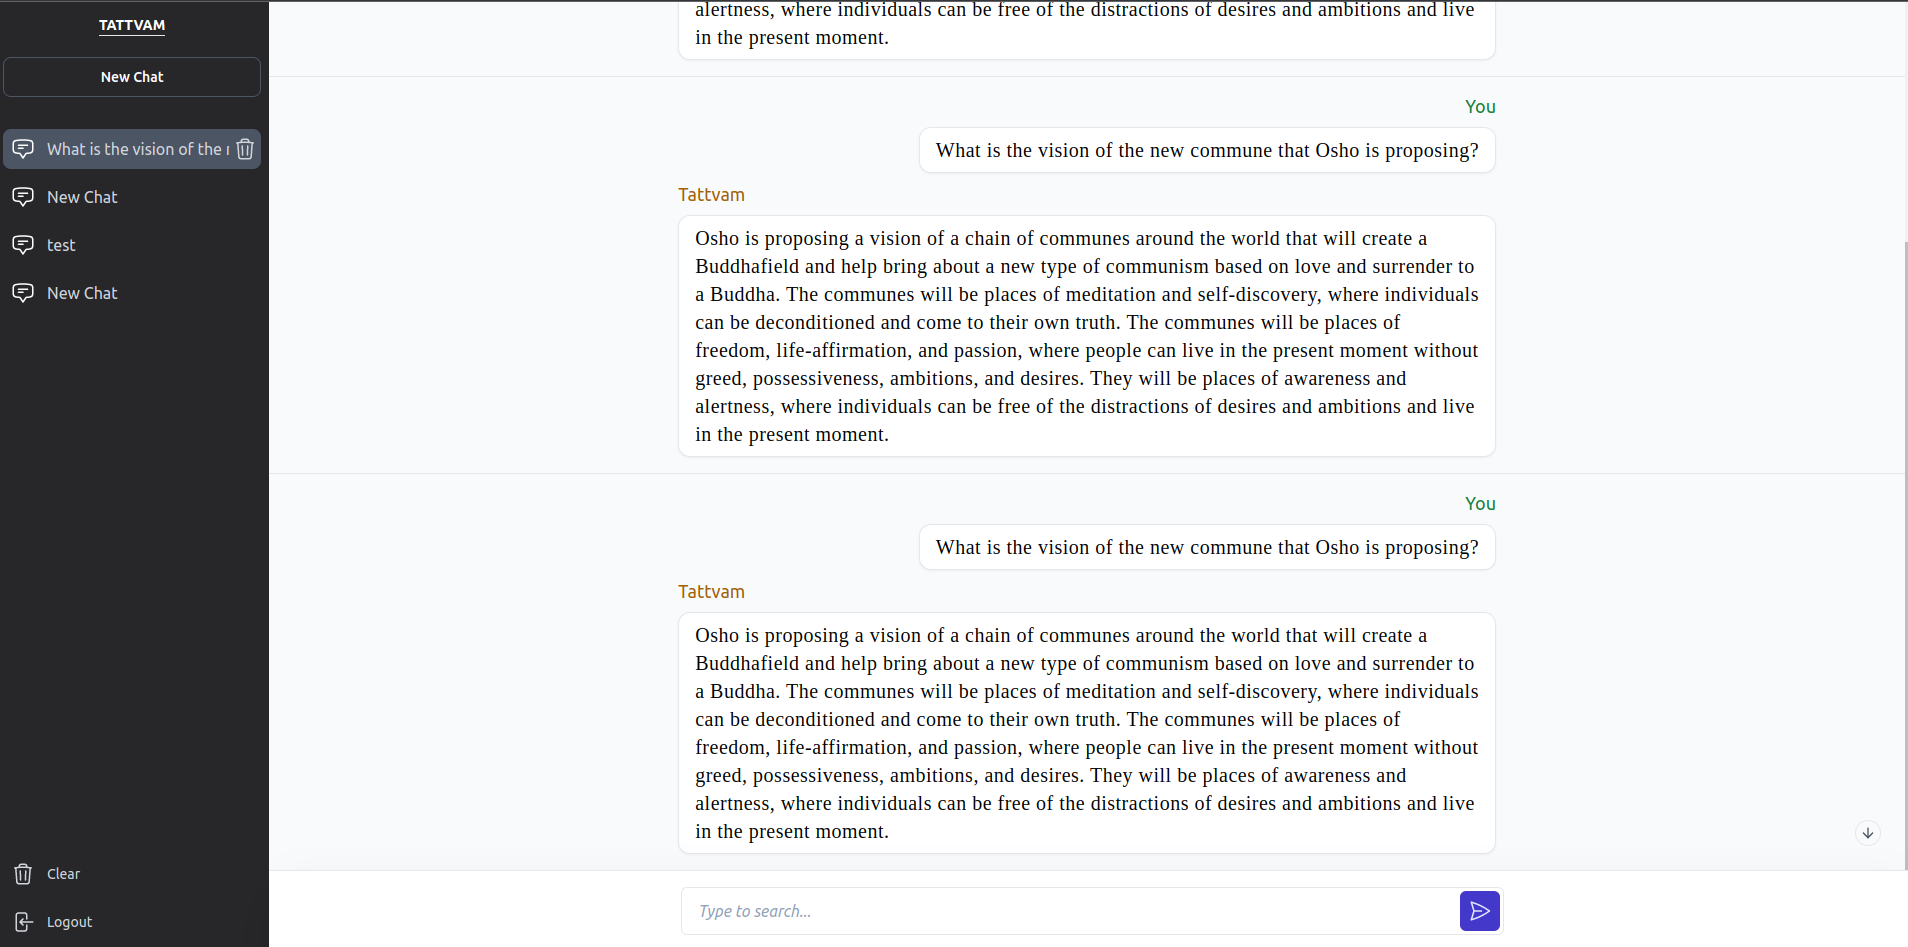 TATTVAM
New Chat
What is the vision of the
New Chat
test
New Chat
Clear
Logout
alertness, where individuals can be free of the distractions of desires and ambitions and live
in the present moment.
You
What is the vision of the new commune that Osho is proposing?
Tattvam
Osho is proposing a vision of a chain of communes around the world that will create a
Buddhafield and help bring about a new type of communism based on love and surrender to
a Buddha. The communes will be places of meditation and self-discovery, where individuals
can be deconditioned and come to their own truth. The communes will be places of
freedom, life-affirmation, and passion, where people can live in the present moment without
greed, possessiveness, ambitions, and desires. They will be places of awareness and
alertness, where individuals can be free of the distractions of desires and ambitions and live
in the present moment.
You
What is the vision of the new commune that Osho is proposing?
Tattvam
Osho is proposing a vision of a chain of communes around the world that will create a
Buddhafield and help bring about a new type of communism based on love and surrender to
a Buddha. The communes will be places of meditation and self-discovery, where individuals
can be deconditioned and come to their own truth. The communes will be places of
freedom, life-affirmation, and passion, where people can live in the present moment without
greed, possessiveness, ambitions, and desires. They will be places of awareness and
alertness, where individuals can be free of the distractions of desires and ambitions and live
in the present moment.
Type to search...